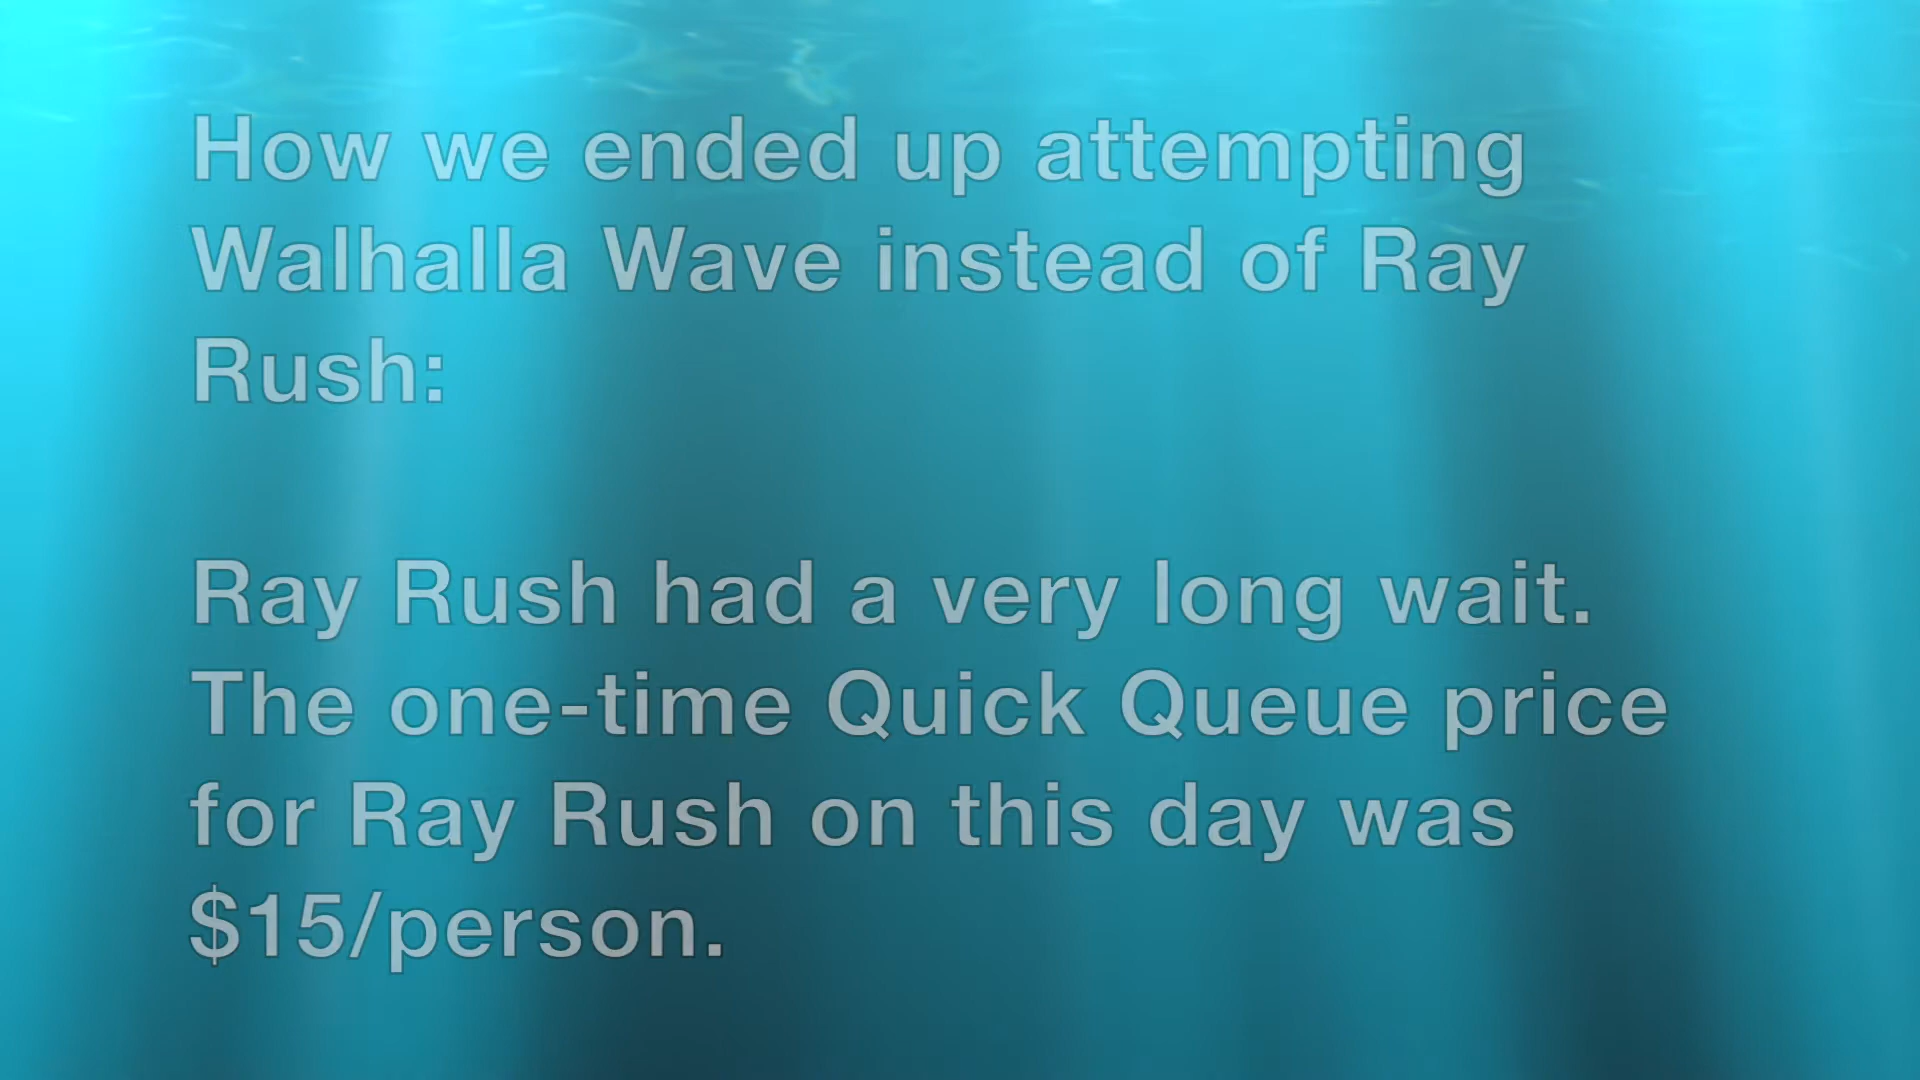 How we ended up attempting
Walhalla Wave instead of Ray
Rush:
Ray Rush had a very long wait.
The one-time Quick Queue price
for Ray Rush on this day was
$15/person.